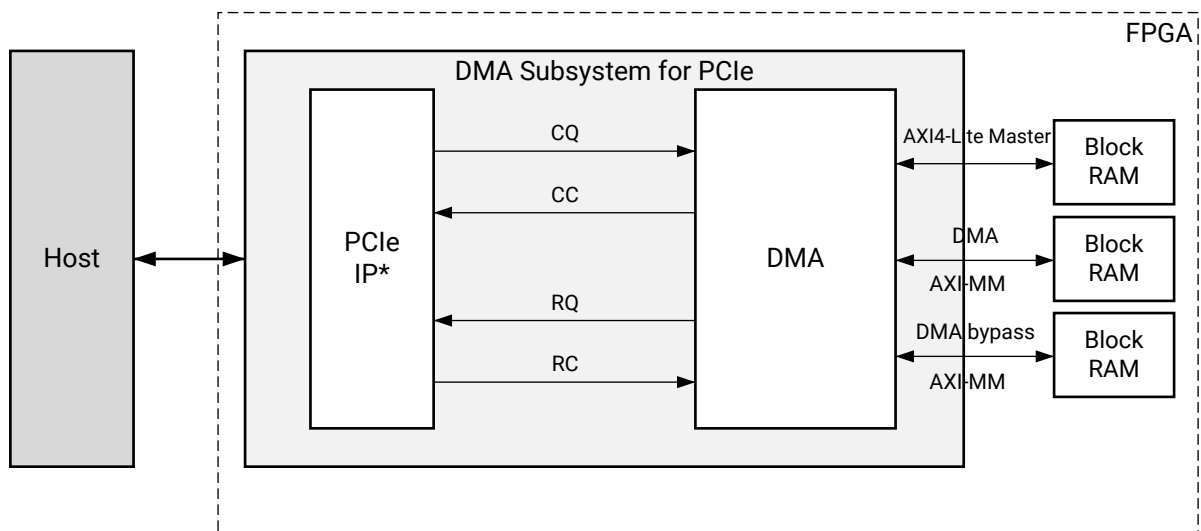 FPGA
DMA Subsystem for PCIe
Host
PCIe
IP*
CQ
CC
RQ
RC
DMA
AXI4-Lite Master
DMA
AXI-MM
DMA bypass
AXI-MM
Block
RAM
Block
RAM
Block
RAM